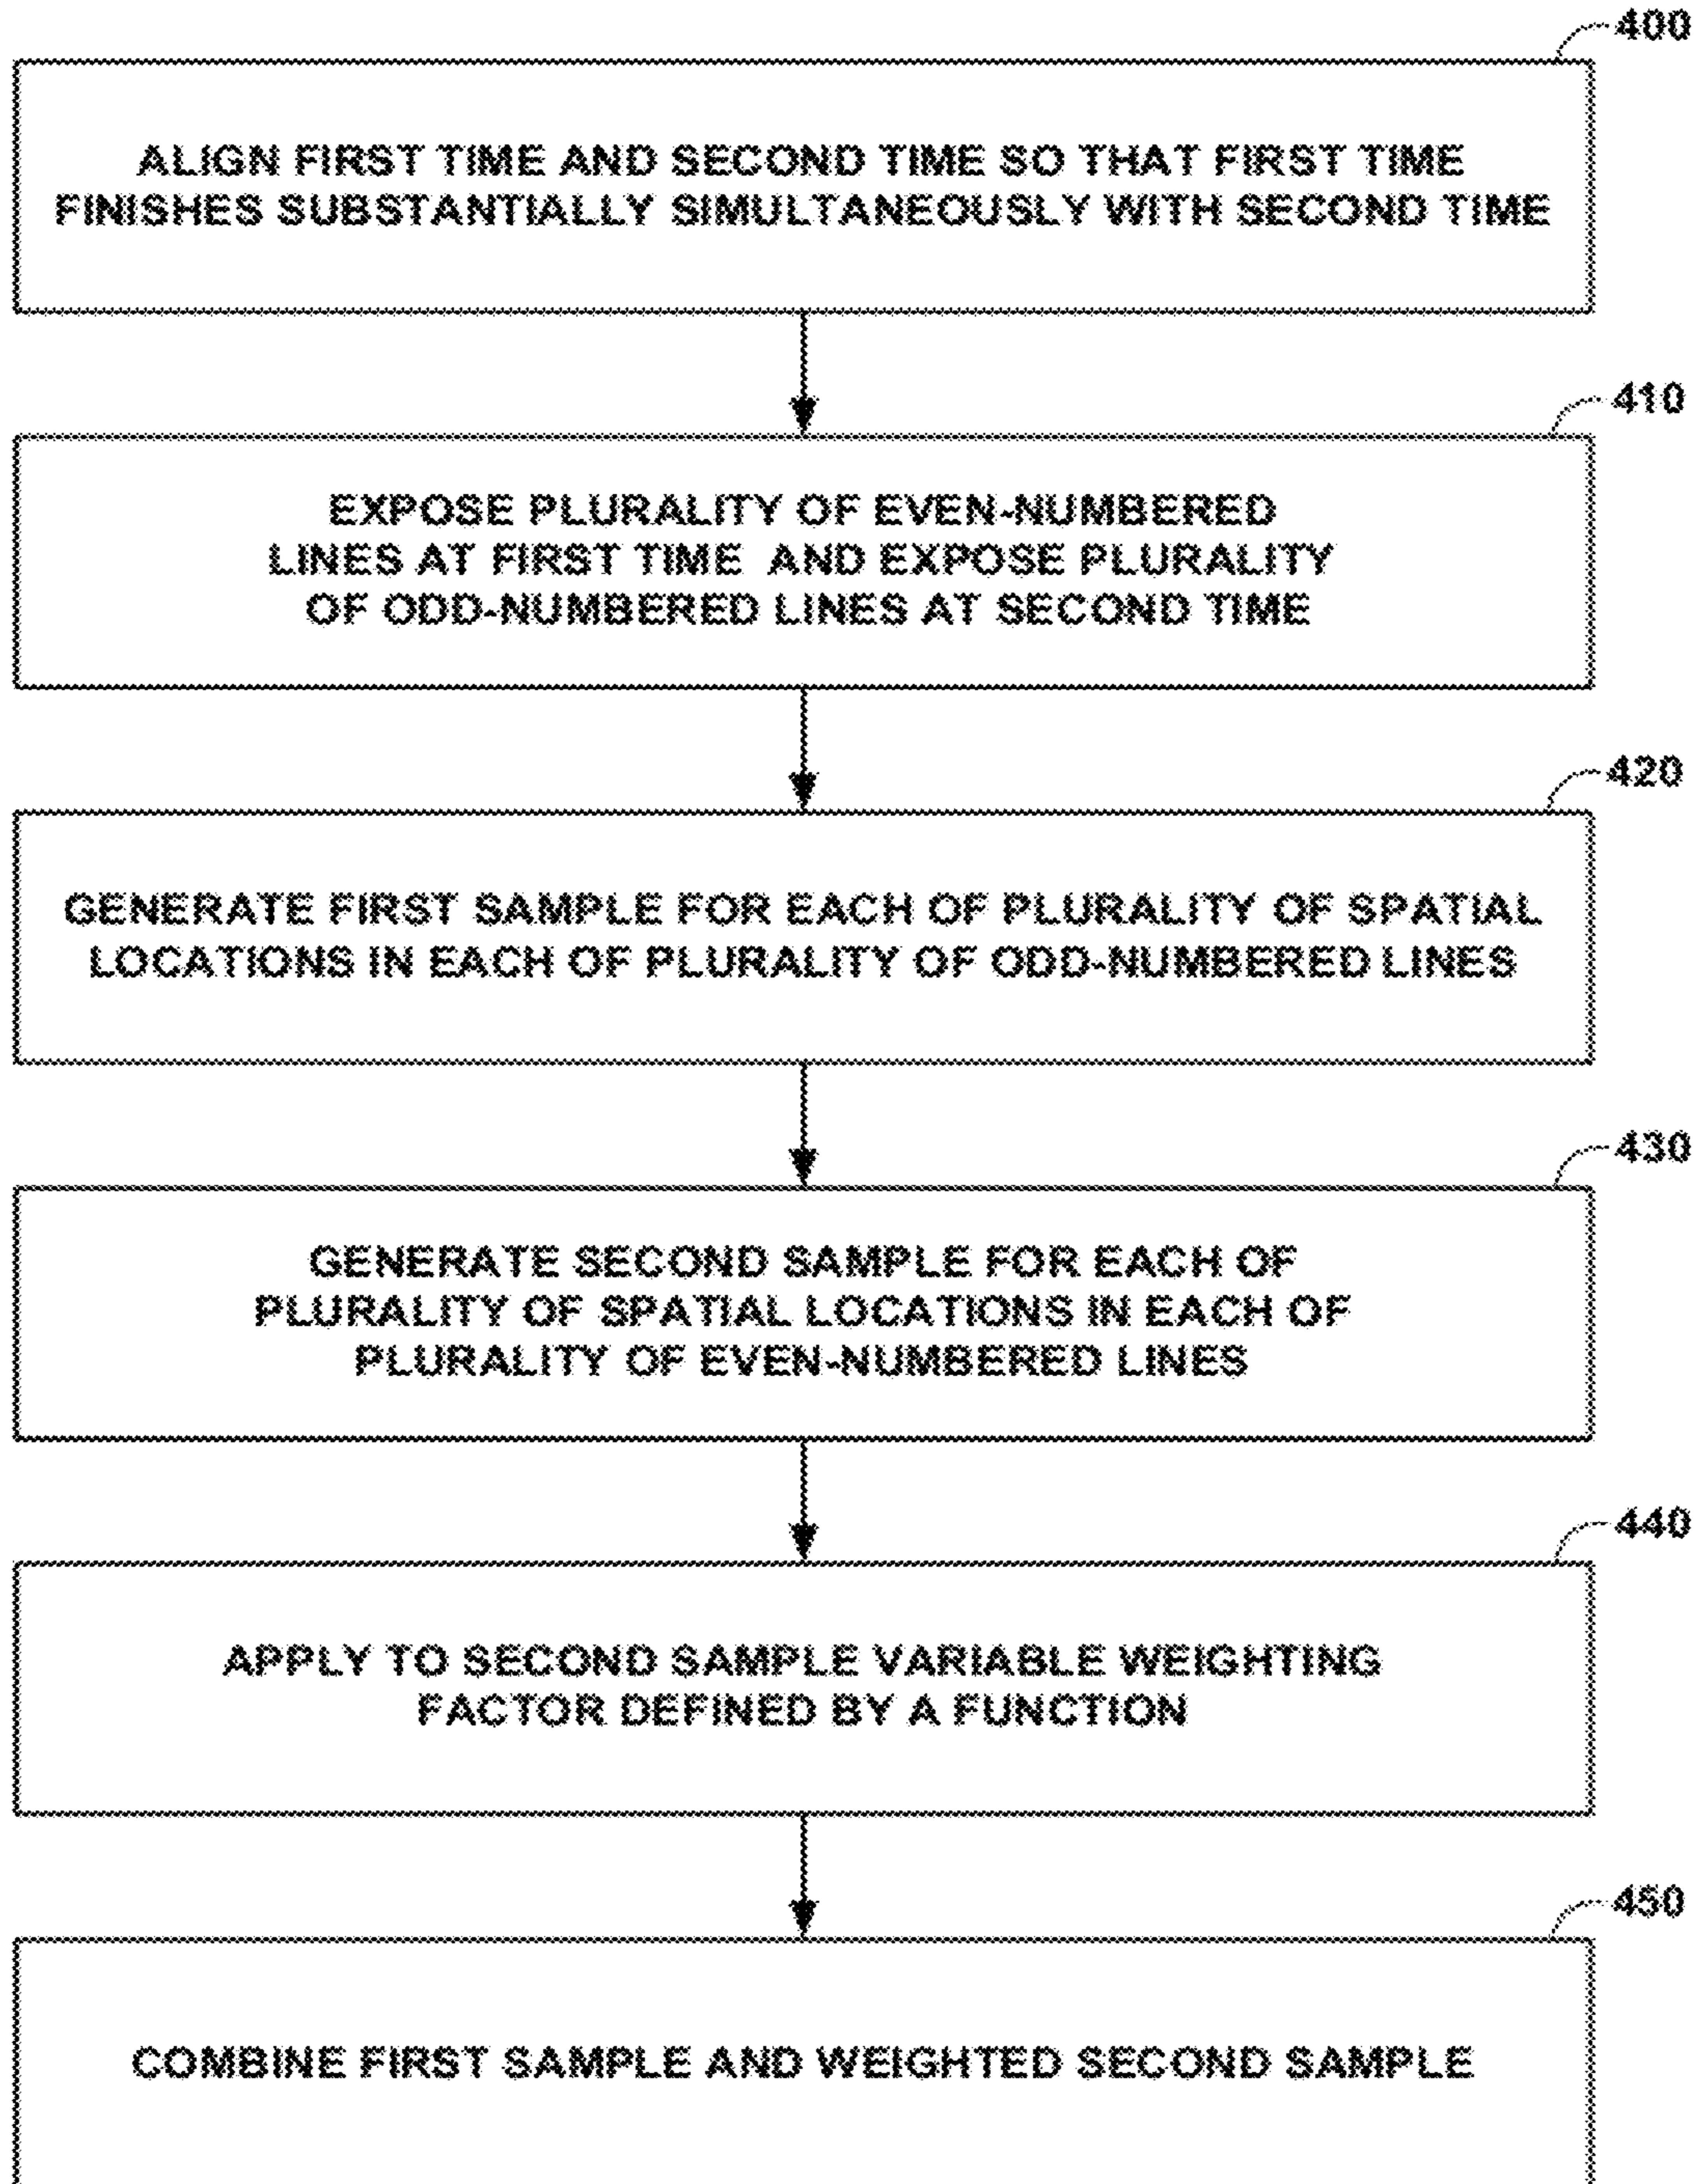 400
ALIGN FIRST TIME AND SECOND TIME SO THAT FIRST TIME
FINISHES SUBSTANTIALLY SIMULTANEOUSLY WITH SECOND TIME
410
EXPOSE PLURALITY OF EVEN-NUMBERED
LINES AT FIRST TIME AND EXPOSE PLURALITY
OF ODD-NUMBERED LINES AT SECOND TIME
420
GENERATE FIRST SAMPLE FOR EACH OF PLURALITY OF SPATIAL
LOCATIONS IN EACH OF PLURALITY OF ODD-NUMBERED LINES
430
GENERATE SECOND SAMPLE FOR EACH OF
PLURALITY OF SPATIAL LOCATIONS IN EACH OF
PLURALITY OF EVEN-NUMBERED LINES
440
APPLY TO SECOND SAMPLE VARIABLE WEIGHTING
FACTOR DEFINED BY A FUNCTION
450
COMBINE FIRST SAMPLE AND WEIGHTED SECOND SAMPLE